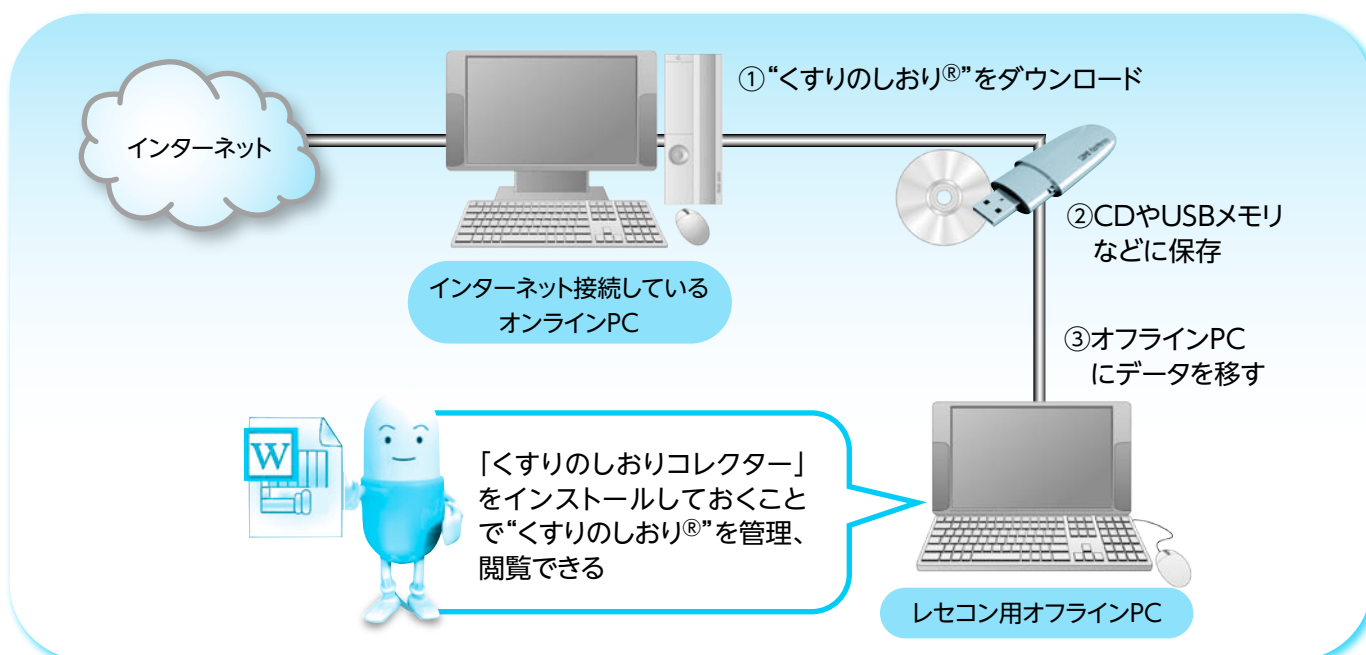 インターネット
①“くすりのしおり®”をダウンロード
②CDやUSBメモリ
などに保存
インターネット接続している
オンラインPC
③オフラインPC
にデータを移す
W
「くすりのしおりコレクター」
をインストールしておくこと
で“くすりのしおり®”を管理、
閲覧できる
レセコン用オフラインPC